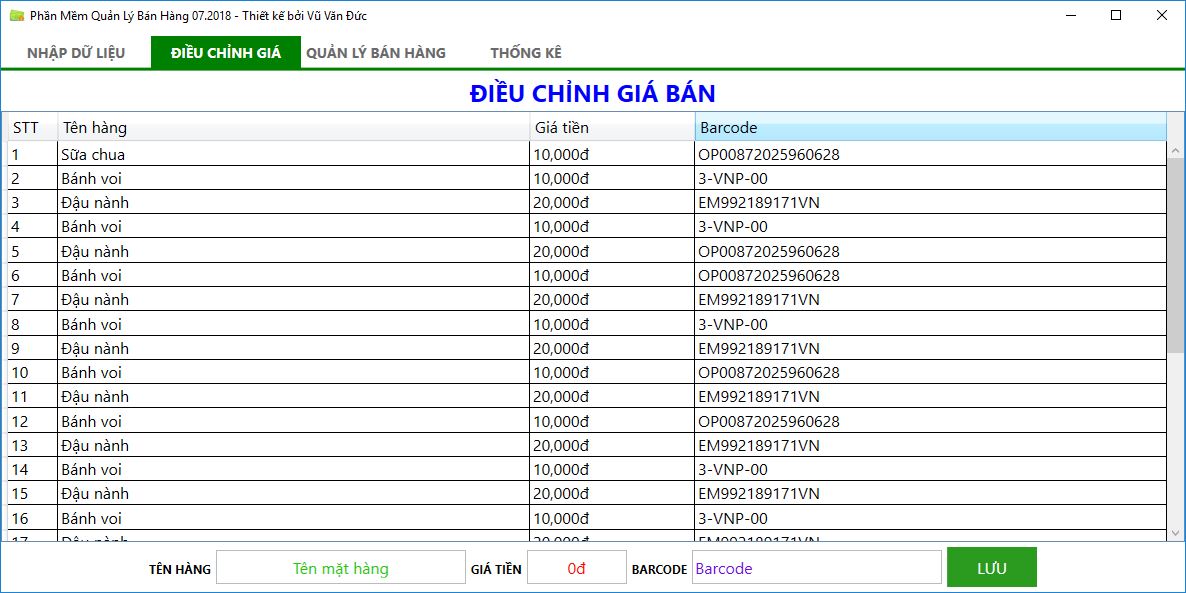 Phần Mềm Quản Lý Bán Hàng 07.2018 - Thiết kế bởi Vũ Văn Đức
NHẬP DỮ LIỆU ĐIỀU CHỈNH GIÁ QUẢN LÝ BÁN HÀNG THỐNG KÊ
ĐIỀU CHỈNH GIÁ BÁN
STT Tên hàng Giá tiền Barcode
1 Sữa chua 10,000đ OP00872025960628
2 Bánh voi 10,000đ 3-VNP-00
3 Đậu nành 20,000đ EM992189171VN
4 Bánh voi 10,000đ 3-VNP-00
5 Đậu nành 20,000đ OP00872025960628
6 Bánh voi 10,000đ OP00872025960628
7 Đậu nành 20,000đ EM992189171VN
8 Bánh voi 10,000đ 3-VNP-00
9 Đậu nành 20,000đ EM992189171VN
10 Bánh voi 10,000đ OP00872025960628
11 Đậu nành 20,000đ EM992189171VN
12 Bánh voi 10,000đ OP00872025960628
13 Đậu nành 20,000đ EM992189171VN
14 Bánh voi 10,000đ 3-VNP-00
15 Đậu nành 20,000đ EM992189171VN
16 Bánh voi 10,000đ 3-VNP-00
17 Đậu nành 20,000đ EM992189171VN
TÊN HÀNG Tên mặt hàng GIÁ TIỀN 0đ BARCODE Barcode LƯU